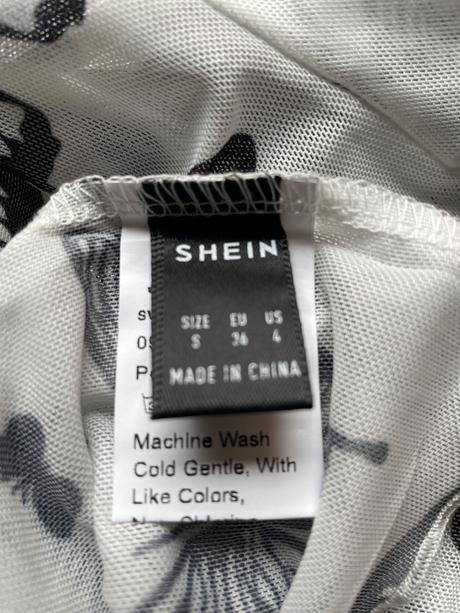 SHEIN
SIZE EU US
S 36 4
MADE IN CHINA
Machine Wash
Cold Gentle, With
Like Colors,